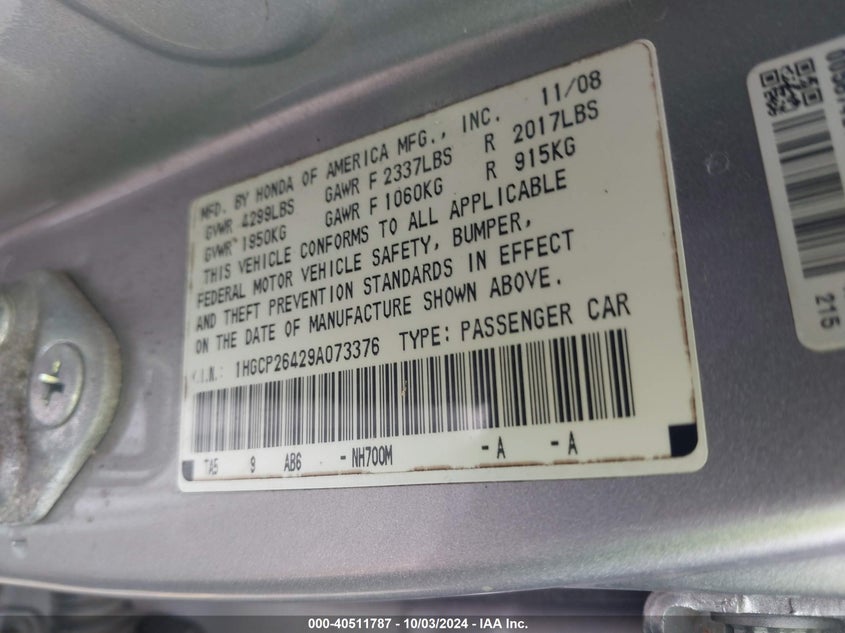 MFD. BY HONDA OF AMERICA MFG., INC. 11/08
GVWR 4299LBS GAWR F 2337LBS R 2017LBS
GVWR 1950KG GAWR F 1060KG R 915KG
THIS VEHICLE CONFORMS TO ALL APPLICABLE
FEDERAL MOTOR VEHICLE SAFETY, BUMPER,
AND THEFT PREVENTION STANDARDS IN EFFECT
ON THE DATE OF MANUFACTURE SHOWN ABOVE.
V.I.N.: 1HGCP26429A073376 TYPE: PASSENGER CAR
TA5 9 AB6 - NH700M - A - A
215
000-40511787 - 10/03/2024 - IAA Inc.